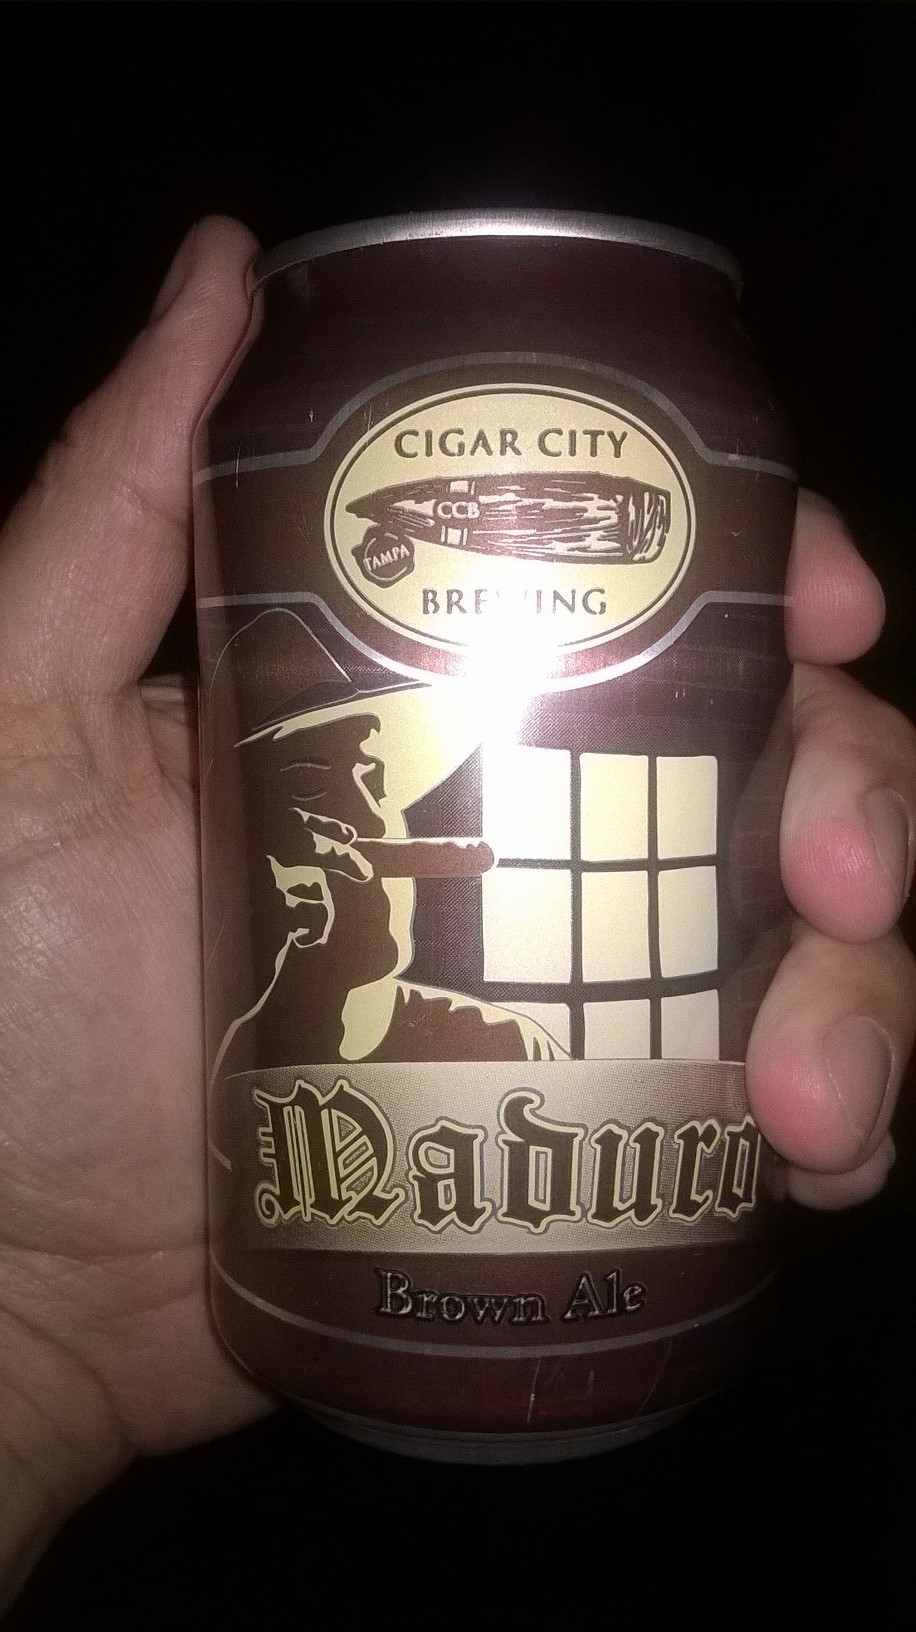 CIGAR CITY
CCB
TAMPA
BREWING
Maduro
Brown Ale